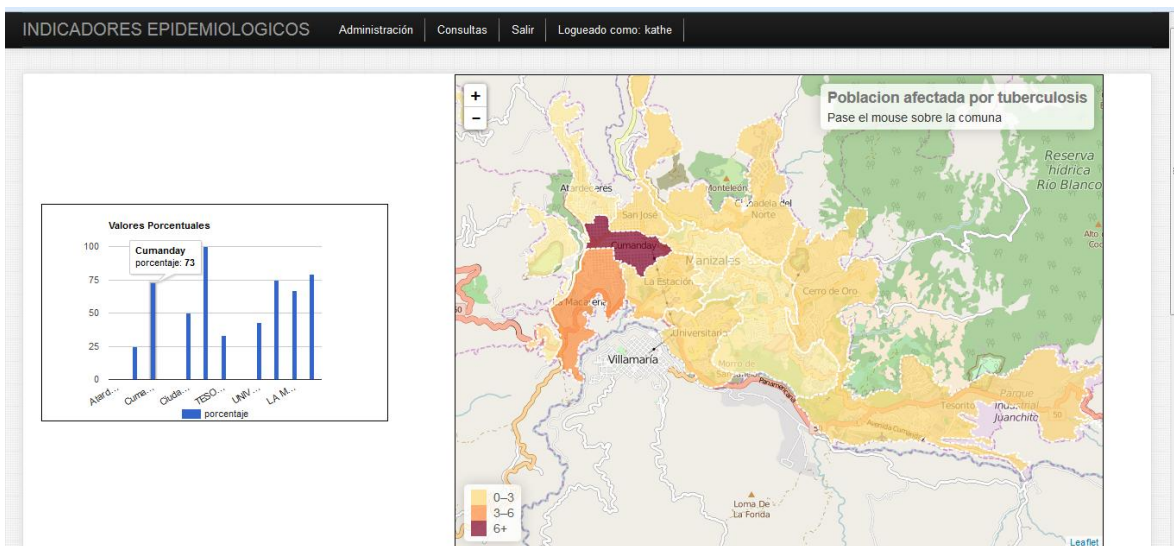 INDICADORES EPIDEMIOLOGICOS Administración Consultas Salir Logueado como: kathe
Valores Porcentuales
100
75
50
25
0
Cumanday
porcentaje: 73
Atard... Cuma... Ciuda... TESO... UNIV... LA M...
porcentaje
+
-
Poblacion afectada por tuberculosis
Pase el mouse sobre la comuna
Reserva
hídrica
Río Blanco
Atardeceres
Monteleón
Norte
San José
Cumanday
Manizales
La Estación
Cerro de Oro
La Macarena
Universitaria
Villamaría
Panamericana
Tesorito
Parque
Industrial
Juanchito
50
50
Loma De
La Fonda
0–3
3–6
6+
Leaflet